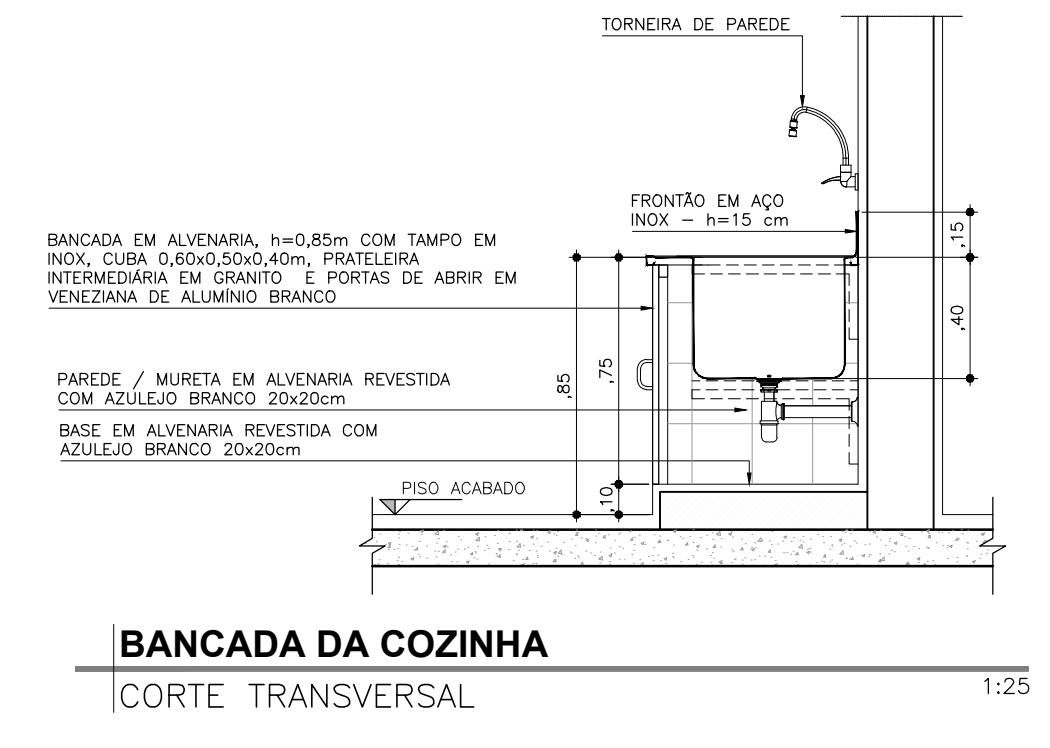 TORNEIRA DE PAREDE
FRONTÃO EM AÇO
INOX – h=15 cm
BANCADA EM ALVENARIA, h=0,85m COM TAMPO EM
INOX, CUBA 0,60x0,50x0,40m, PRATELEIRA
INTERMEDIÁRIA EM GRANITO E PORTAS DE ABRIR EM
VENEZIANA DE ALUMÍNIO BRANCO
,15
,40
,75
,85
PAREDE / MURETA EM ALVENARIA REVESTIDA
COM AZULEJO BRANCO 20x20cm
BASE EM ALVENARIA REVESTIDA COM
AZULEJO BRANCO 20x20cm
PISO ACABADO
,10
BANCADA DA COZINHA
CORTE TRANSVERSAL
1:25